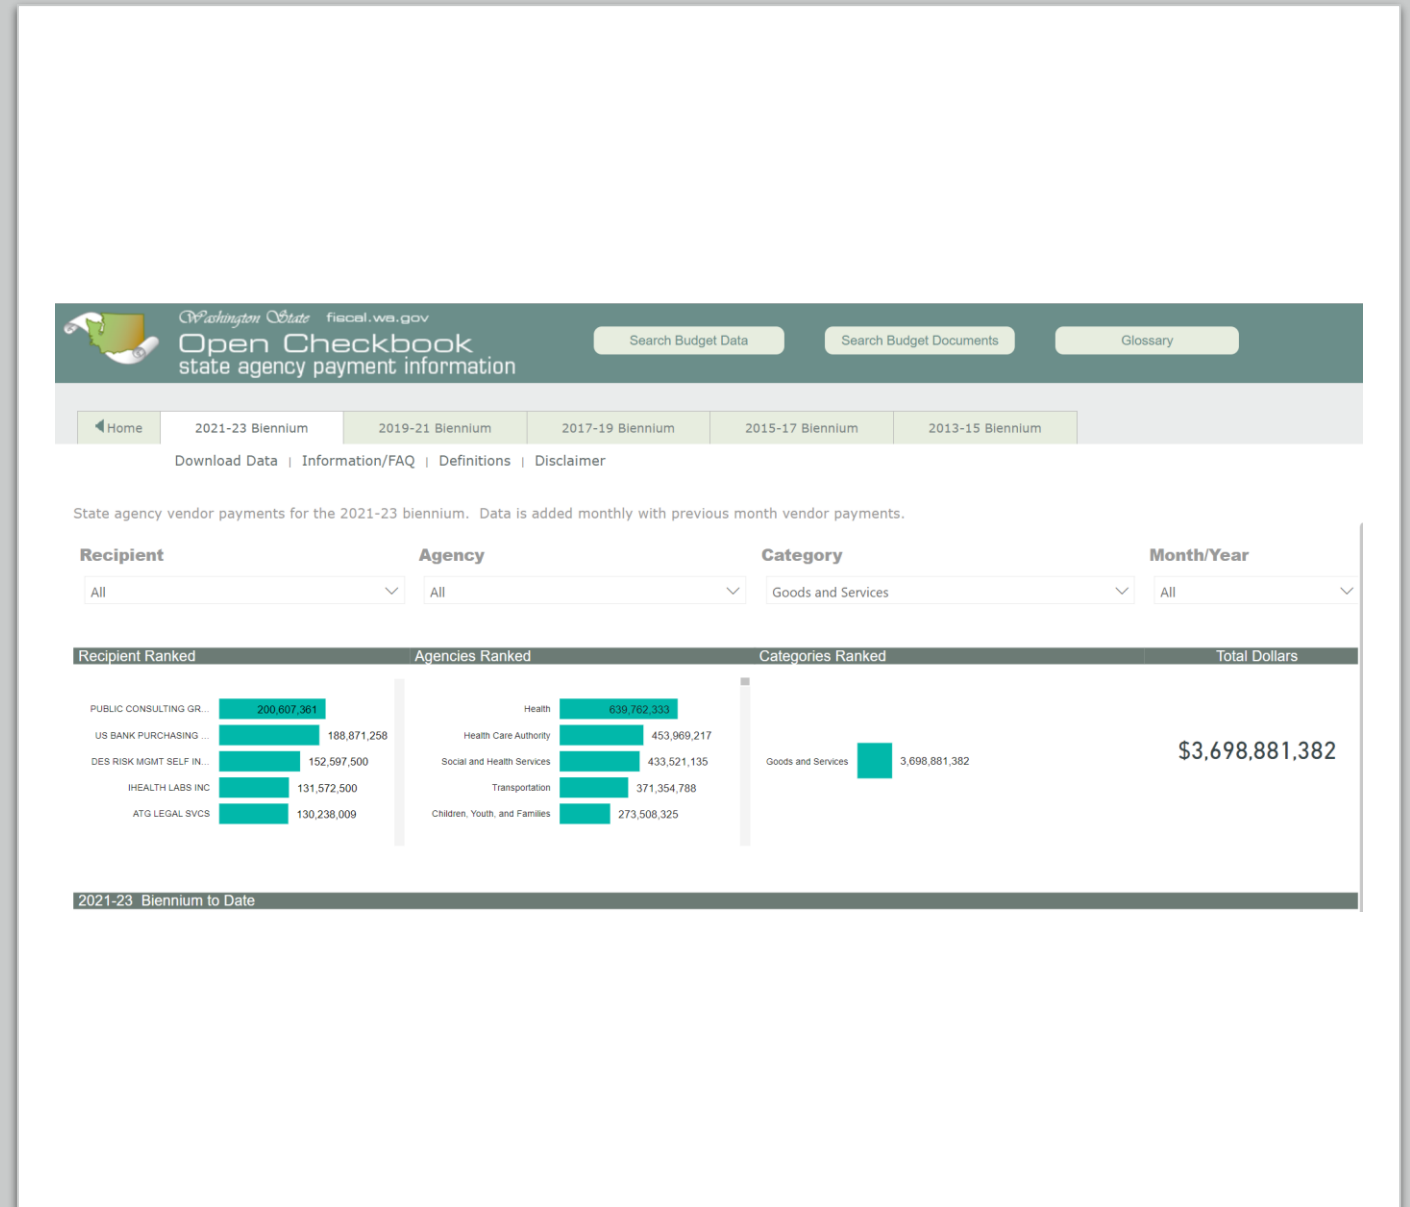 Washington State fiscal.wa.gov
Open Checkbook
state agency payment information
Search Budget Data
Search Budget Documents
Glossary
Home
2021-23 Biennium
2019-21 Biennium
2017-19 Biennium
2015-17 Biennium
2013-15 Biennium
Download Data | Information/FAQ | Definitions | Disclaimer
State agency vendor payments for the 2021-23 biennium. Data is added monthly with previous month vendor payments.
Recipient
Agency
Category
Month/Year
All
All
Goods and Services
All
Recipient Ranked
Agencies Ranked
Categories Ranked
Total Dollars
PUBLIC CONSULTING GR... 200,607,361
US BANK PURCHASING ... 188,871,258
DES RISK MGMT SELF IN... 152,597,500
IHEALTH LABS INC 131,572,500
ATG LEGAL SVCS 130,238,009
Health 639,762,333
Health Care Authority 453,969,217
Social and Health Services 433,521,135
Transportation 371,354,788
Children, Youth, and Families 273,508,325
Goods and Services 3,698,881,382
$3,698,881,382
2021-23 Biennium to Date